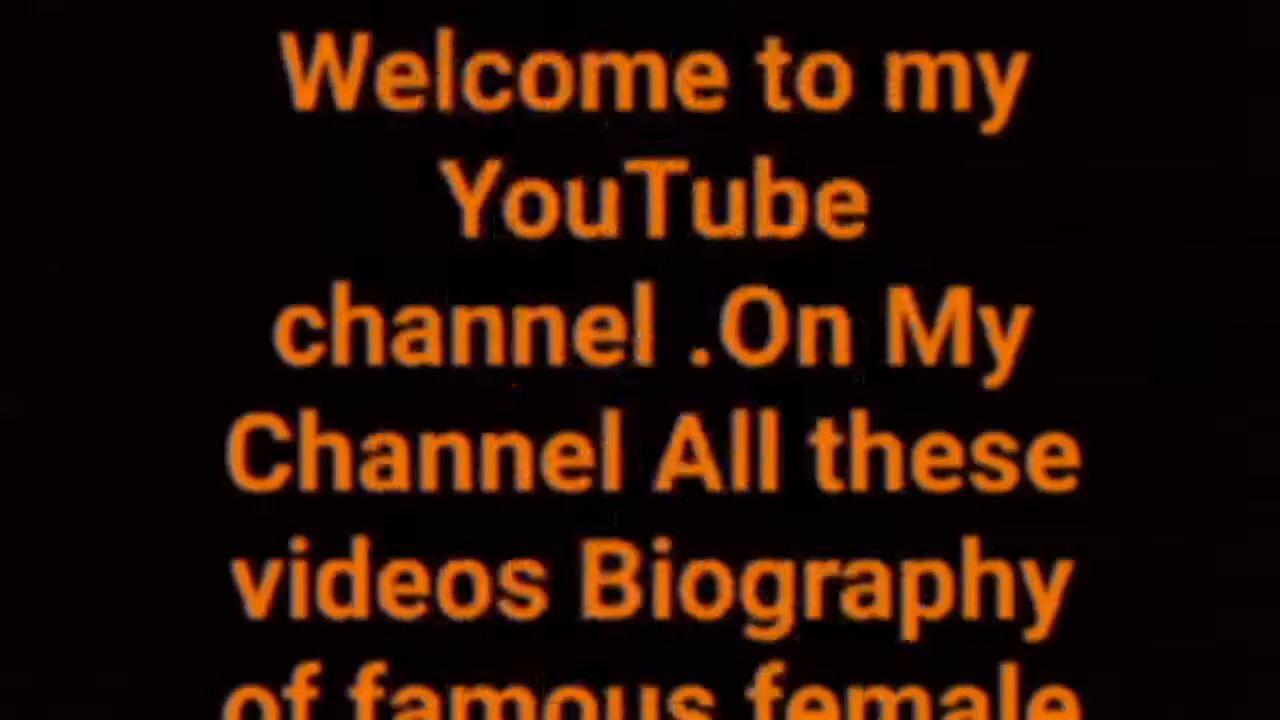 Welcome to my
YouTube
channel .On My
Channel All these
videos Biography
of famous female